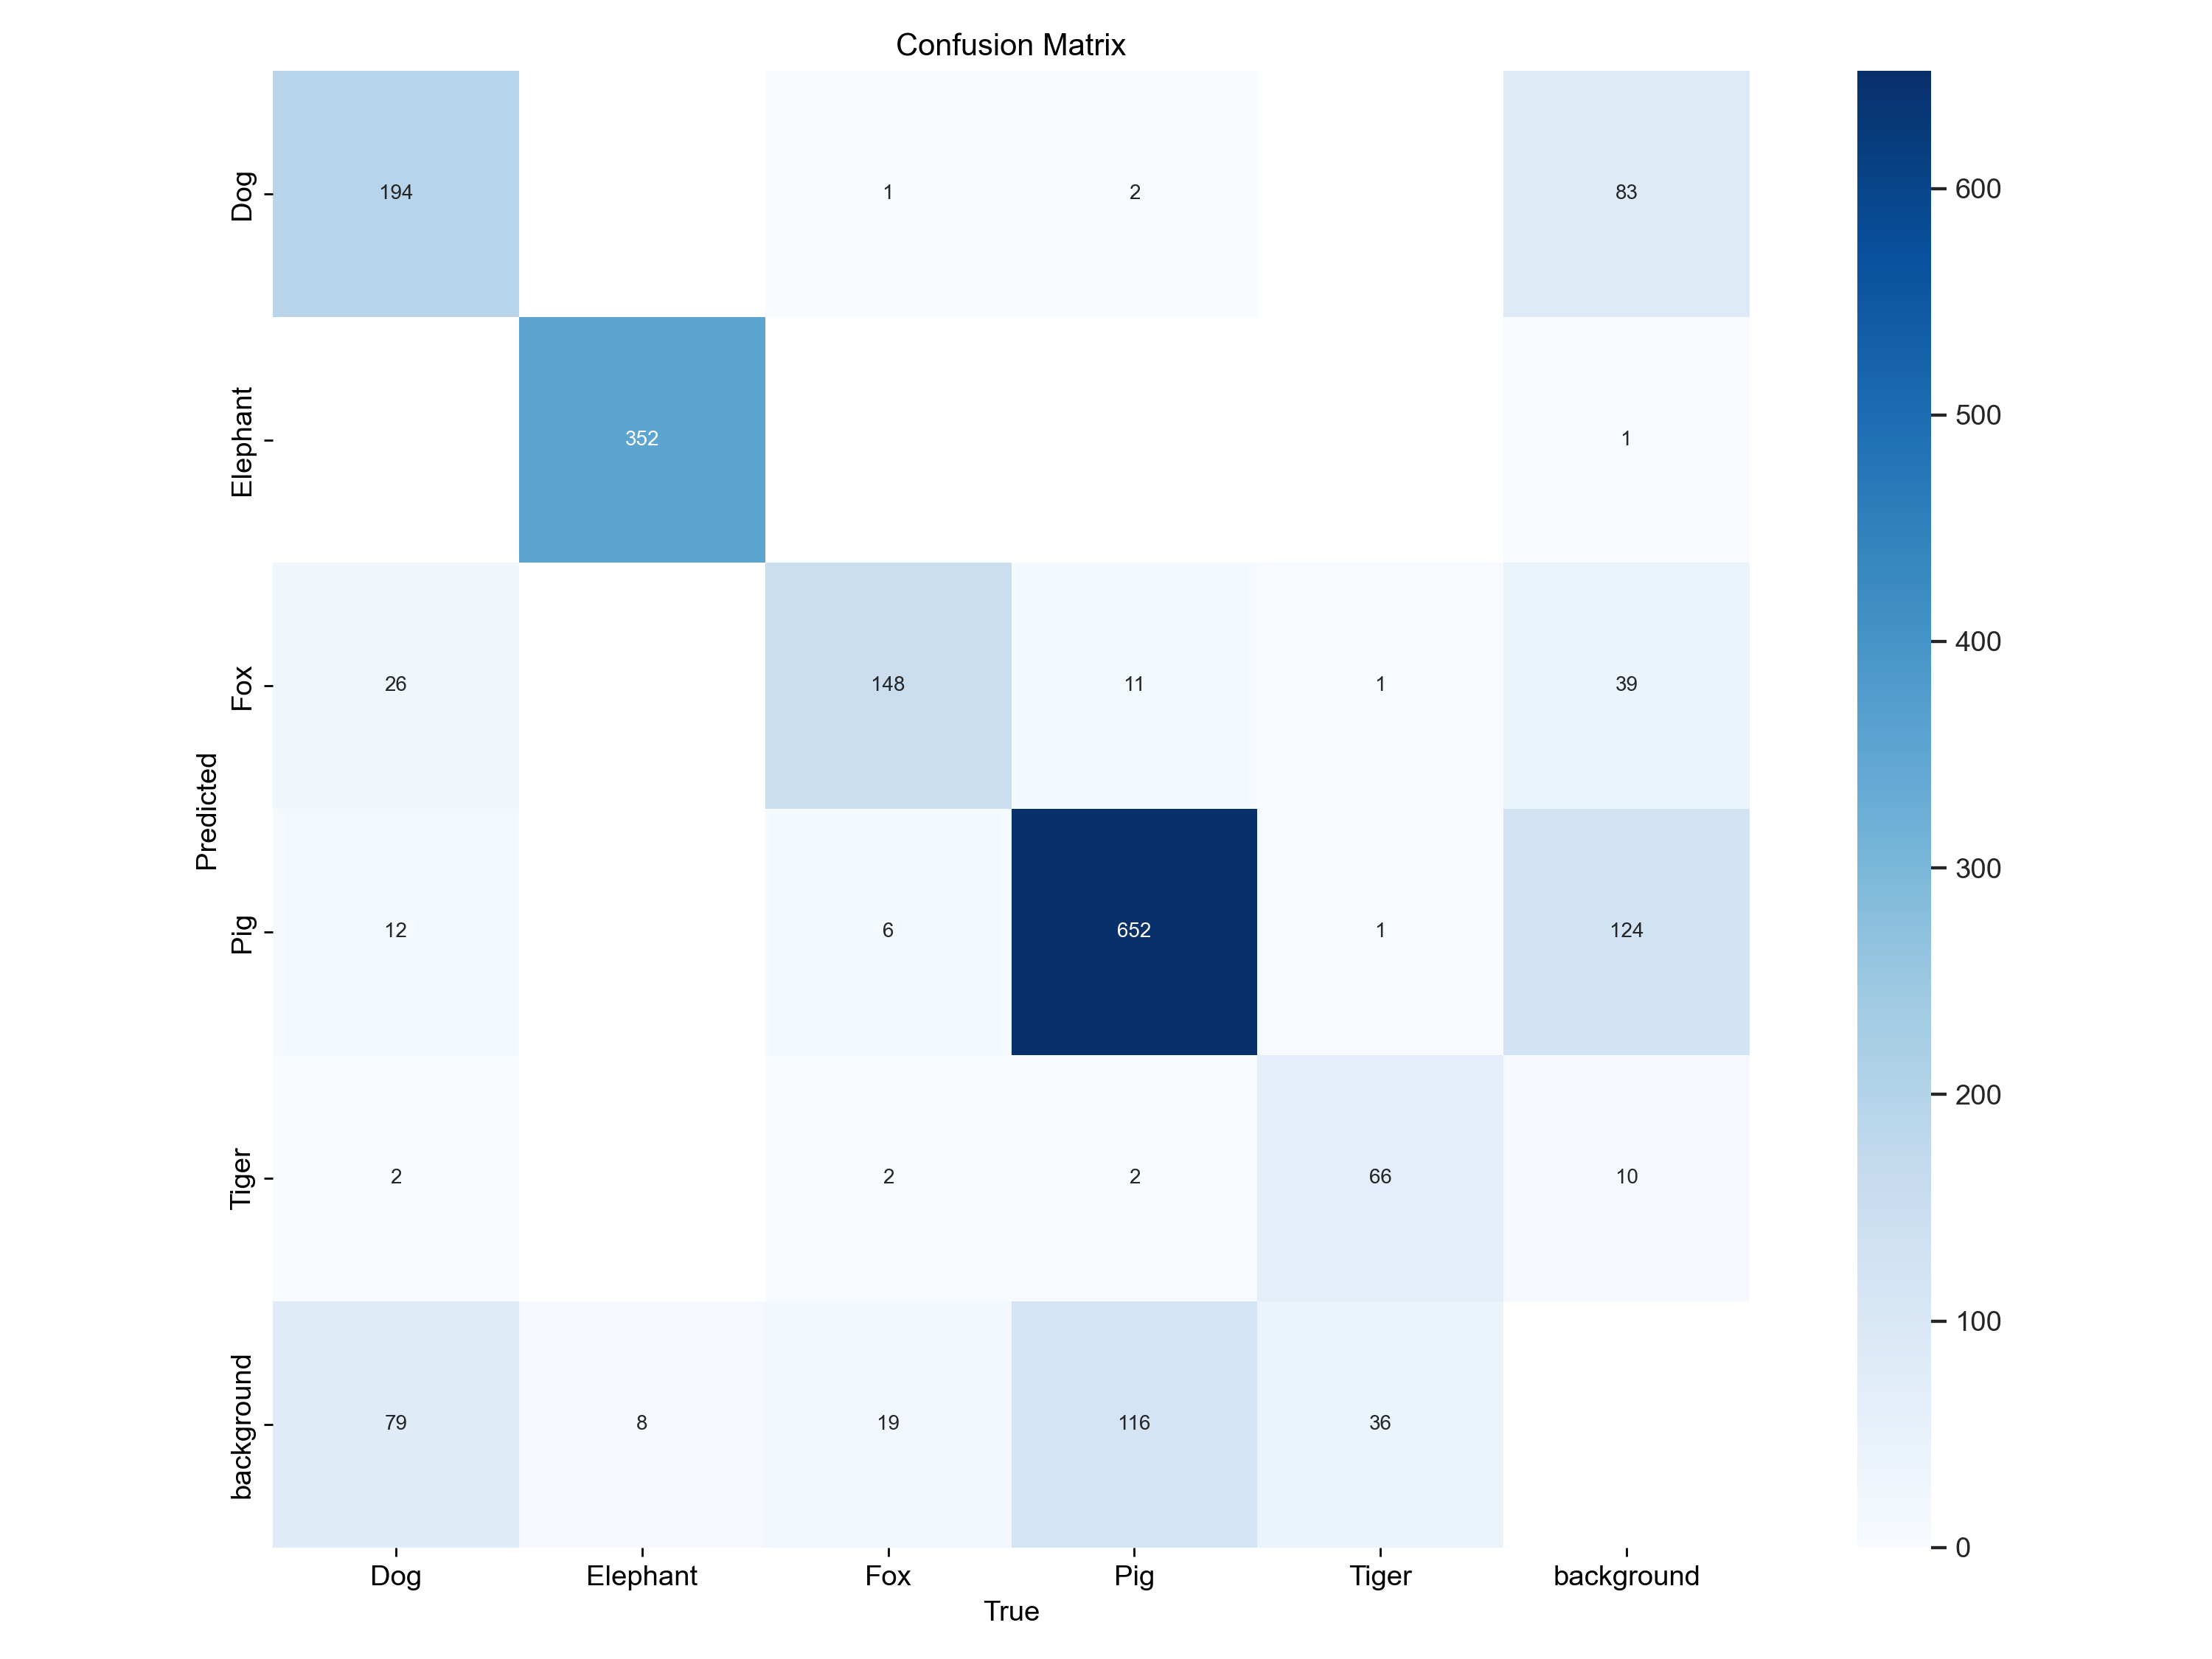 Confusion Matrix
Dog 194 1 2 83
Elephant 352 1
Fox 26 148 11 1 39
Pig 12 6 652 1 124
Tiger 2 2 2 66 10
background 79 8 19 116 36
Dog Elephant Fox Pig Tiger background
True
Predicted
600
500
400
300
200
100
0